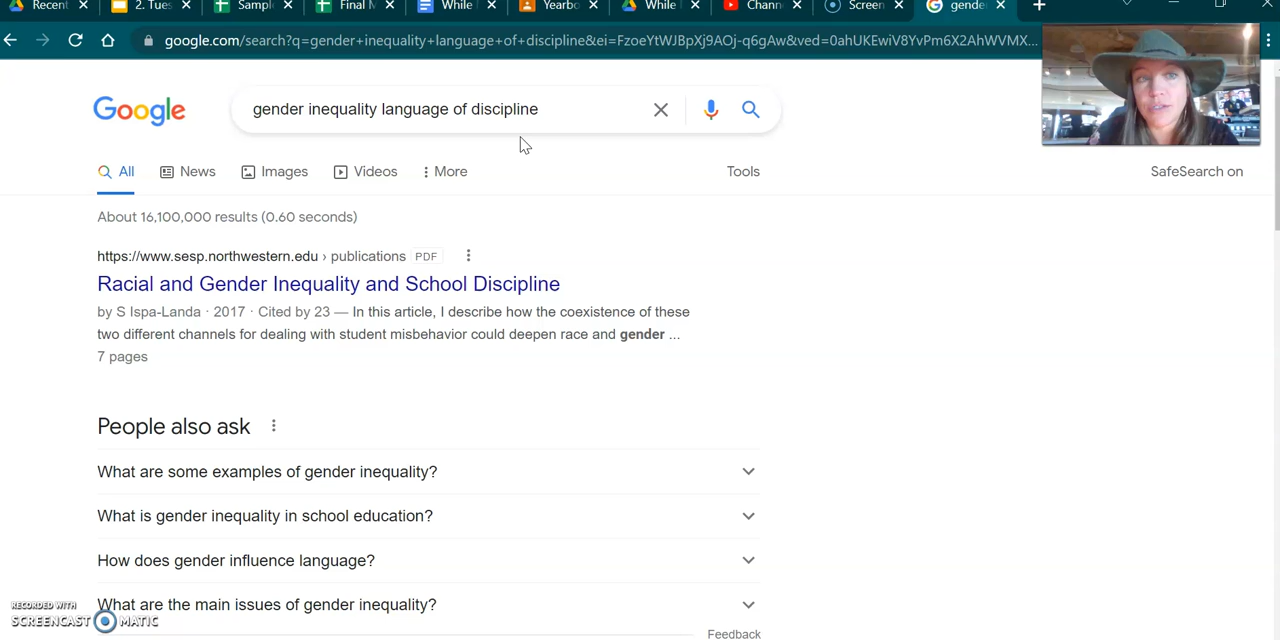 Recent
2. Tues
Sampl
Final M
While
Yearbo
While
Chann
Screen
gende
google.com/search?q=gender+inequality+language+of+discipline&ei=FzoeYtWJBpXj9AOj-q6gAw&ved=0ahUKEwiV8YvPm6X2AhWVMX...
Google
gender inequality language of discipline
All News Images Videos More Tools SafeSearch on
About 16,100,000 results (0.60 seconds)
https://www.sesp.northwestern.edu › publications PDF
Racial and Gender Inequality and School Discipline
by S Ispa-Landa · 2017 · Cited by 23 — In this article, I describe how the coexistence of these
two different channels for dealing with student misbehavior could deepen race and gender ...
7 pages
People also ask
What are some examples of gender inequality?
What is gender inequality in school education?
How does gender influence language?
What are the main issues of gender inequality?
Feedback
RECORDED WITH
SCREENCAST MATIC